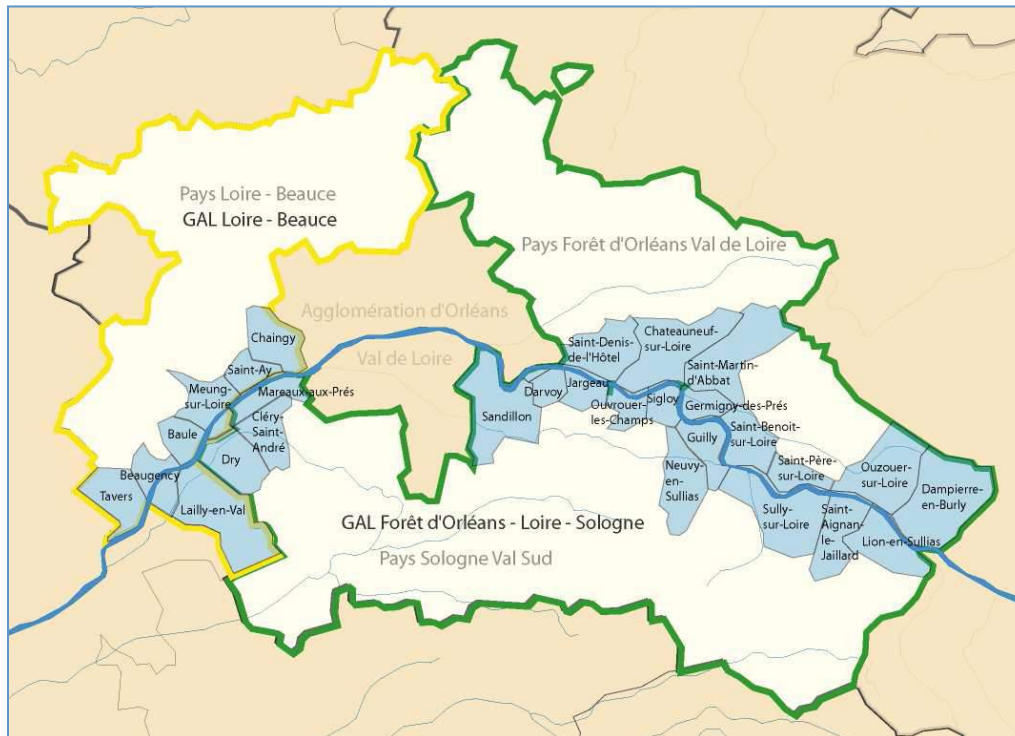 Pays Loire - Beauce
GAL Loire - Beauce
Pays Forêt d'Orléans Val de Loire
Agglomération d'Orléans
Val de Loire
Chaingy
Saint-Ay
Meung-
sur-Loire
Mareaux-aux-Prés
Baule
Cléry-
Saint-
André
Dry
Beaugency
Tavers
Lailly-en-Val
Saint-Denis-
de-l'Hôtel
Chateauneuf-
sur-Loire
Saint-Martin-
d'Abbat
Sandillon
Darvoy
Jargeau
Ouvrouer-
les-Champs
Sigloy
Germigny-des-Prés
Guilly
Saint-Benoit-
sur-Loire
Neuvy-
en-
Sullias
Saint-Père-
sur-Loire
Ouzouer-
sur-Loire
Dampierre-
en-Burly
Sully-
sur-Loire
Saint-
Aignan-
le-
Jaillard
Lion-en-Sullias
GAL Forêt d'Orléans - Loire - Sologne
Pays Sologne Val Sud